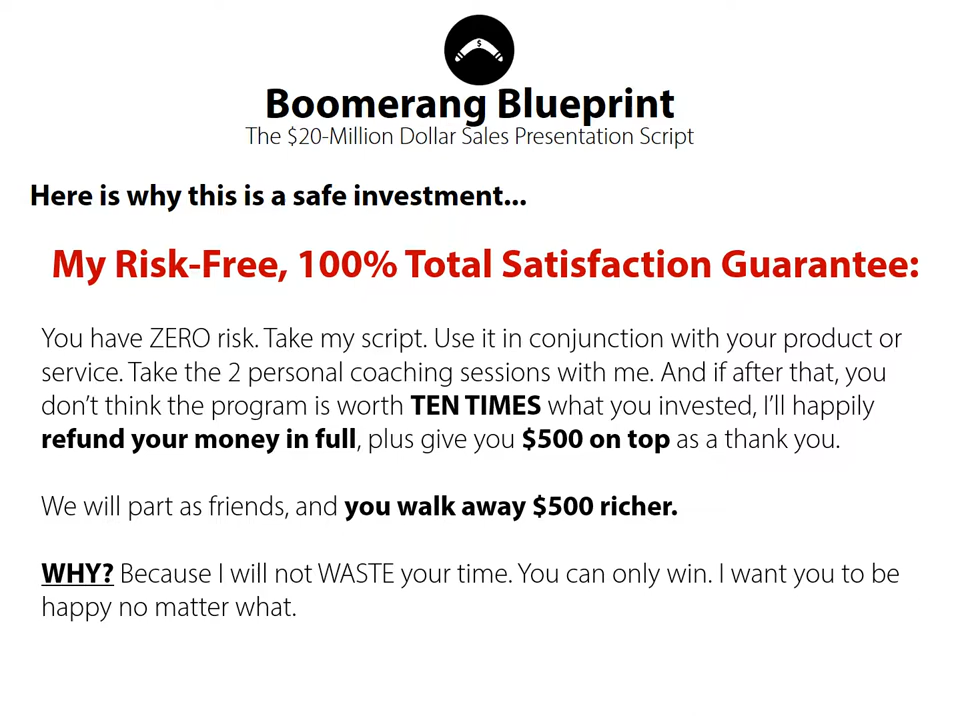 $
Boomerang Blueprint
The $20-Million Dollar Sales Presentation Script
Here is why this is a safe investment...
My Risk-Free, 100% Total Satisfaction Guarantee:
You have ZERO risk. Take my script. Use it in conjunction with your product or
service. Take the 2 personal coaching sessions with me. And if after that, you
don't think the program is worth TEN TIMES what you invested, I'll happily
refund your money in full, plus give you $500 on top as a thank you.
We will part as friends, and you walk away $500 richer.
WHY? Because I will not WASTE your time. You can only win. I want you to be
happy no matter what.